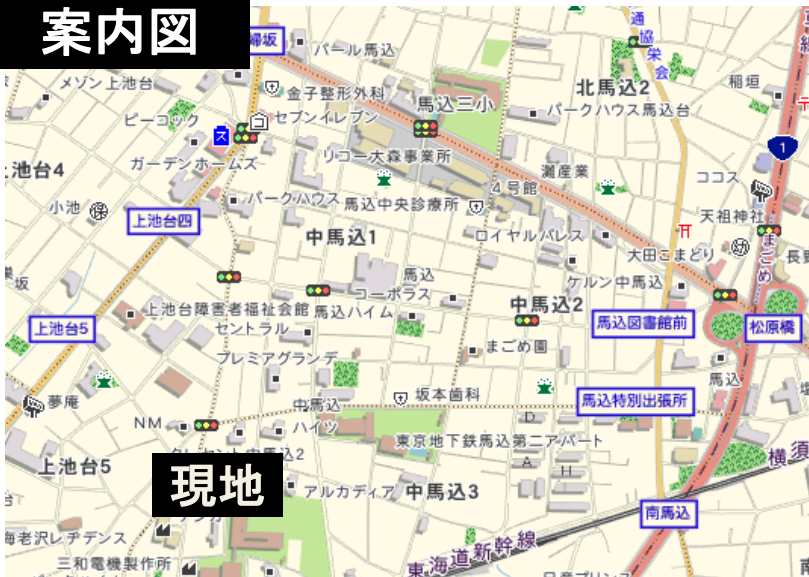 案内図
帰坂
通
協
栄
会
パール馬込
メゾン上池台
金子整形外科
北馬込2
稲垣
ピーコック
セブンイレブン
馬込三小
パークハウス馬込台
ス
1
上池台4
ガーデンホームズ
リコー大森事業所
灘産業
ココス
小池
パークハウス
馬込中央診療所
4号館
天祖神社
上池台四
中馬込1
ロイヤルパレス
大田こまどり
まごめ
馬込
コーポラス
ケルン中馬込
上池台障害者福祉会館
馬込ハイム
中馬込2
上池台5
セントラル
馬込図書館前
松原橋
プレミアグランデ
まごめ園
馬込
夢庵
中馬込
ハイツ
坂本歯科
馬込特別出張所
NM
D
東京地下鉄馬込第二アパート
上池台5
A
H
横須
現地
アルカディア
中馬込3
南馬込
海老沢レヂデンス
三和電機製作所
東海道新幹線